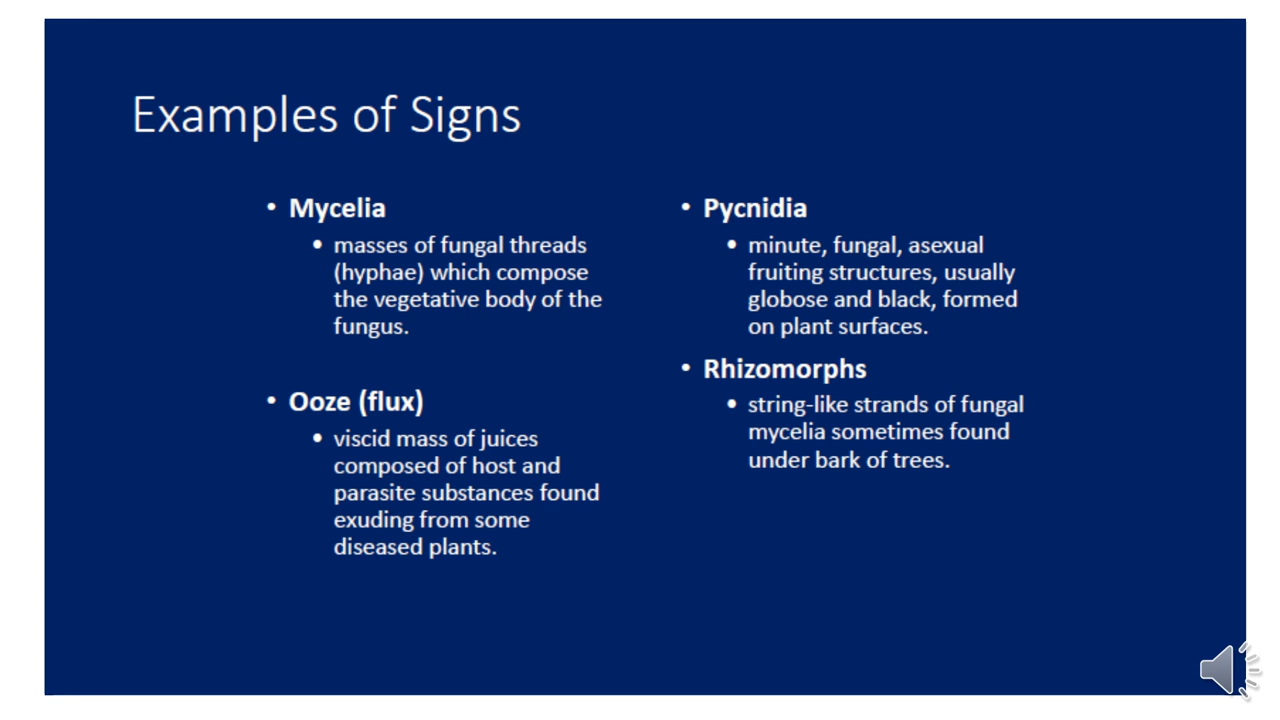 Examples of Signs
• Mycelia
• masses of fungal threads
(hyphae) which compose
the vegetative body of the
fungus.
• Ooze (flux)
• viscid mass of juices
composed of host and
parasite substances found
exuding from some
diseased plants.
• Pycnidia
• minute, fungal, asexual
fruiting structures, usually
globose and black, formed
on plant surfaces.
• Rhizomorphs
• string-like strands of fungal
mycelia sometimes found
under bark of trees.